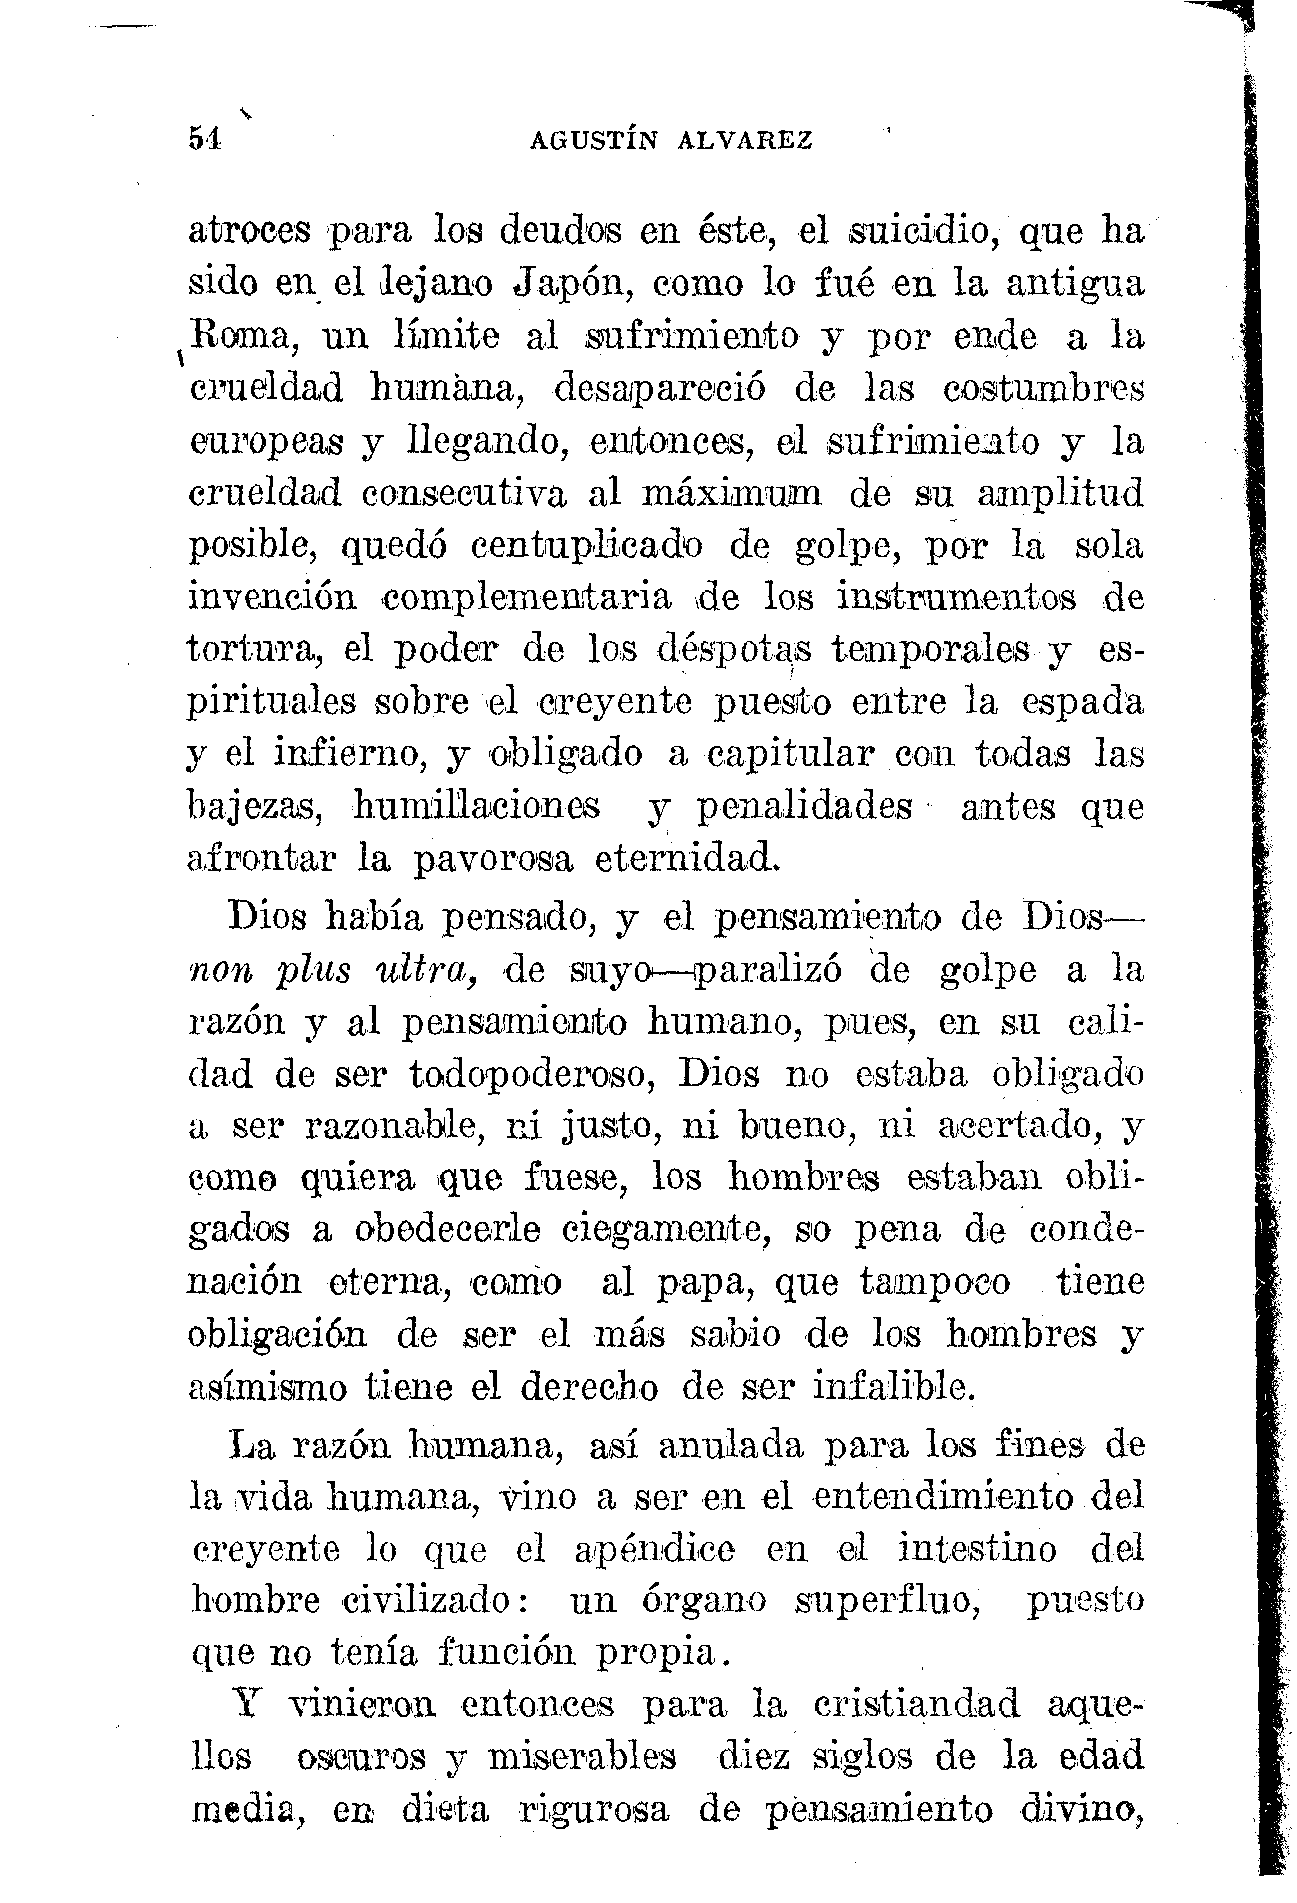 54 AGUSTÍN ALVAREZ
atroces para los deudos en éste, el suicidio, que ha
sido en el lejano Japón, como lo fué en la antigua
Roma, un límite al sufrimiento y por ende a la
crueldad humana, desapareció de las costumbres
europeas y llegando, entonces, el sufrimiento y la
crueldad consecutiva al máximum de su amplitud
posible, quedó centuplicado de golpe, por la sola
invención complementaria de los instrumentos de
tortura, el poder de los déspotas temporales y es-
pirituales sobre el creyente puesto entre la espada
y el infierno, y obligado a capitular con todas las
bajezas, humillaciones y penalidades antes que
afrontar la pavorosa eternidad.
Dios había pensado, y el pensamiento de Dios—
non plus ultra, de suyo—paralizó de golpe a la
razón y al pensamiento humano, pues, en su cali-
dad de ser todopoderoso, Dios no estaba obligado
a ser razonable, ni justo, ni bueno, ni acertado, y
como quiera que fuese, los hombres estaban obli-
gados a obedecerle ciegamente, so pena de conde-
nación eterna, como al papa, que tampoco tiene
obligación de ser el más sabio de los hombres y
asímismo tiene el derecho de ser infalible.
La razón humana, así anulada para los fines de
la vida humana, vino a ser en el entendimiento del
creyente lo que el apéndice en el intestino del
hombre civilizado: un órgano superfluo, puesto
que no tenía función propia.
Y vinieron entonces para la cristiandad aque-
llos oscuros y miserables diez siglos de la edad
media, en dieta rigurosa de pensamiento divino,